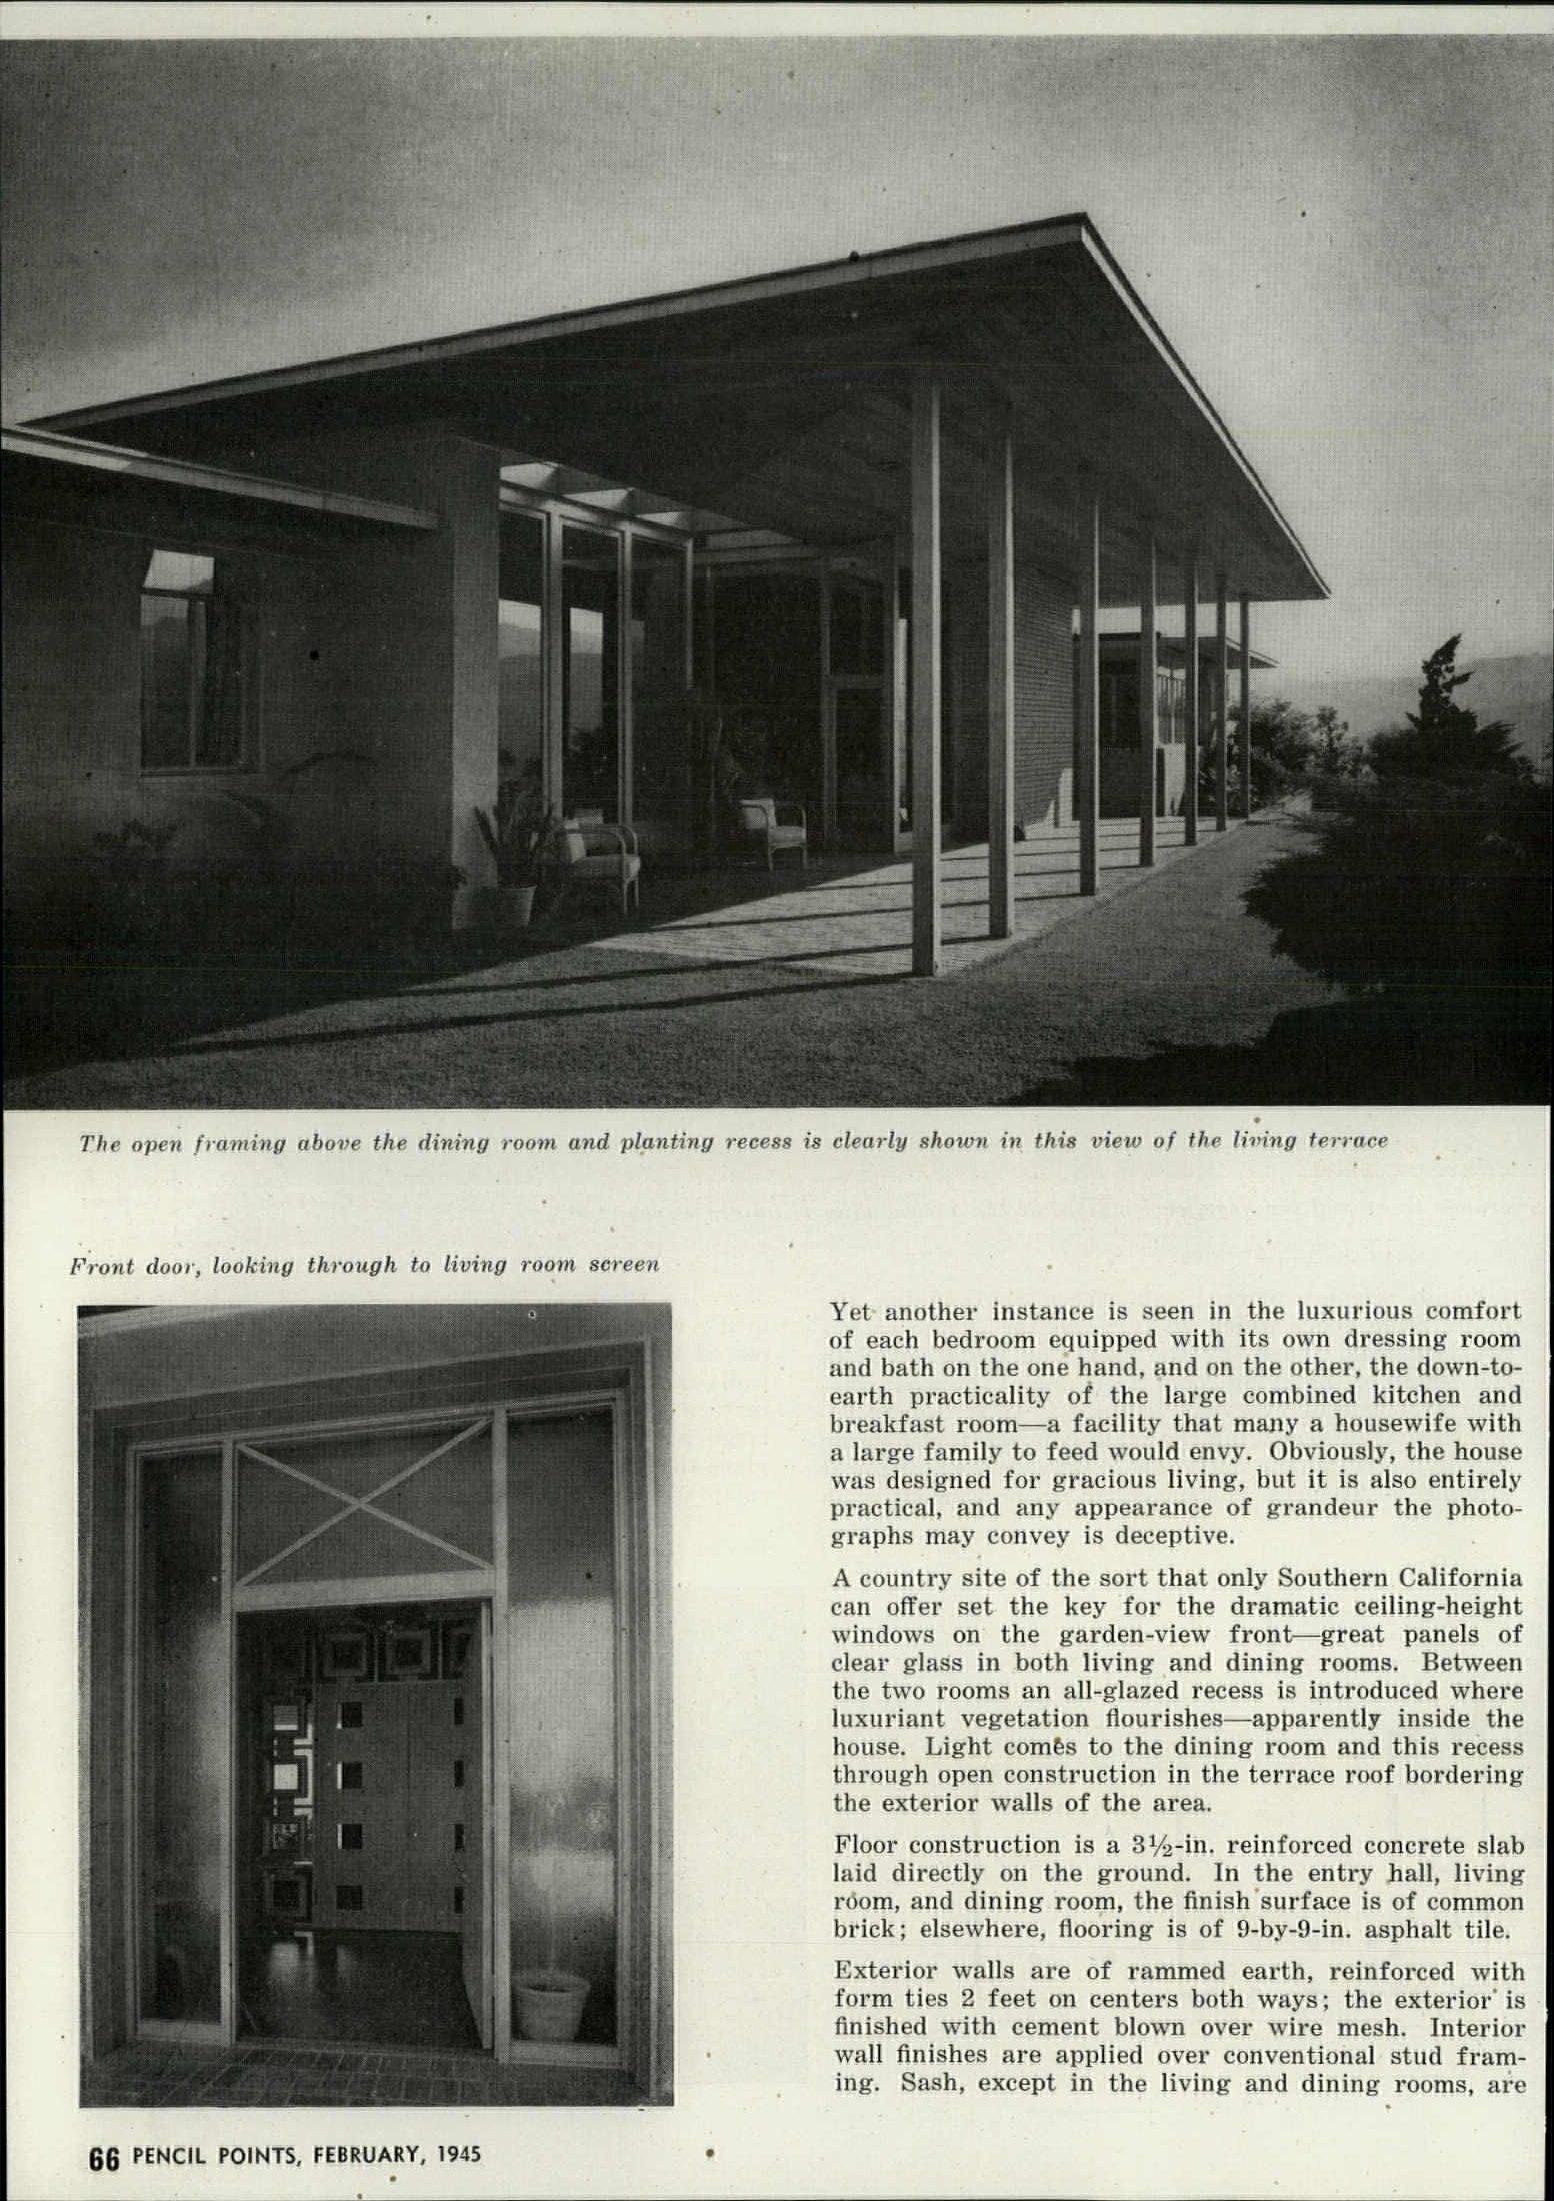 The open framing above the dining room and planting recess is clearly shown in this view of the living terrace
Front door, looking through to living room screen
Yet another instance is seen in the luxurious comfort
of each bedroom equipped with its own dressing room
and bath on the one hand, and on the other, the down-to-
earth practicality of the large combined kitchen and
breakfast room—a facility that many a housewife with
a large family to feed would envy. Obviously, the house
was designed for gracious living, but it is also entirely
practical, and any appearance of grandeur the photo-
graphs may convey is deceptive.
A country site of the sort that only Southern California
can offer set the key for the dramatic ceiling-height
windows on the garden-view front—great panels of
clear glass in both living and dining rooms. Between
the two rooms an all-glazed recess is introduced where
luxuriant vegetation flourishes—apparently inside the
house. Light comes to the dining room and this recess
through open construction in the terrace roof bordering
the exterior walls of the area.
Floor construction is a 3½-in. reinforced concrete slab
laid directly on the ground. In the entry hall, living
room, and dining room, the finish surface is of common
brick; elsewhere, flooring is of 9-by-9-in. asphalt tile.
Exterior walls are of rammed earth, reinforced with
form ties 2 feet on centers both ways; the exterior is
finished with cement blown over wire mesh. Interior
wall finishes are applied over conventional stud fram-
ing. Sash, except in the living and dining rooms, are
66 PENCIL POINTS, FEBRUARY, 1945